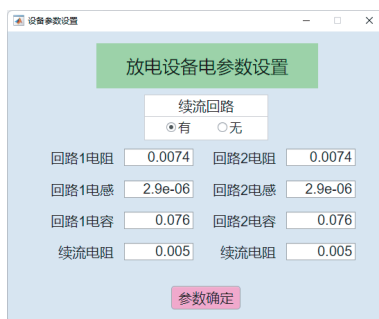 设备参数设置
放电设备电参数设置
续流回路
有 无
回路1电阻 0.0074 回路2电阻 0.0074
回路1电感 2.9e-06 回路2电感 2.9e-06
回路1电容 0.076 回路2电容 0.076
续流电阻 0.005 续流电阻 0.005
参数确定